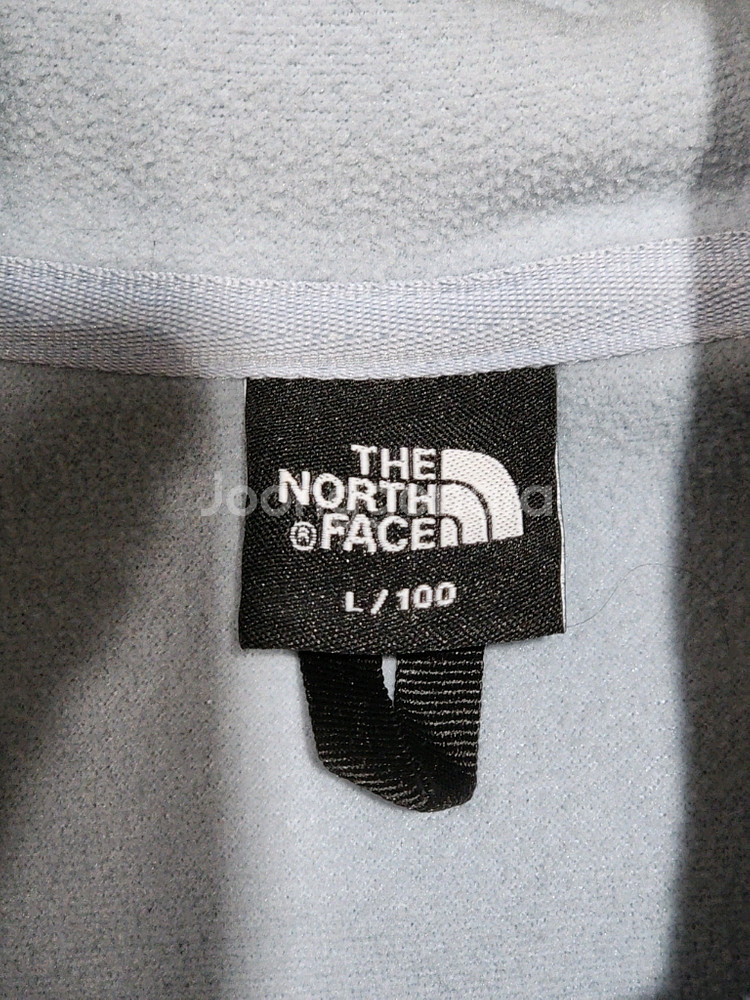 THE
NORTH
® FACE
L / 100